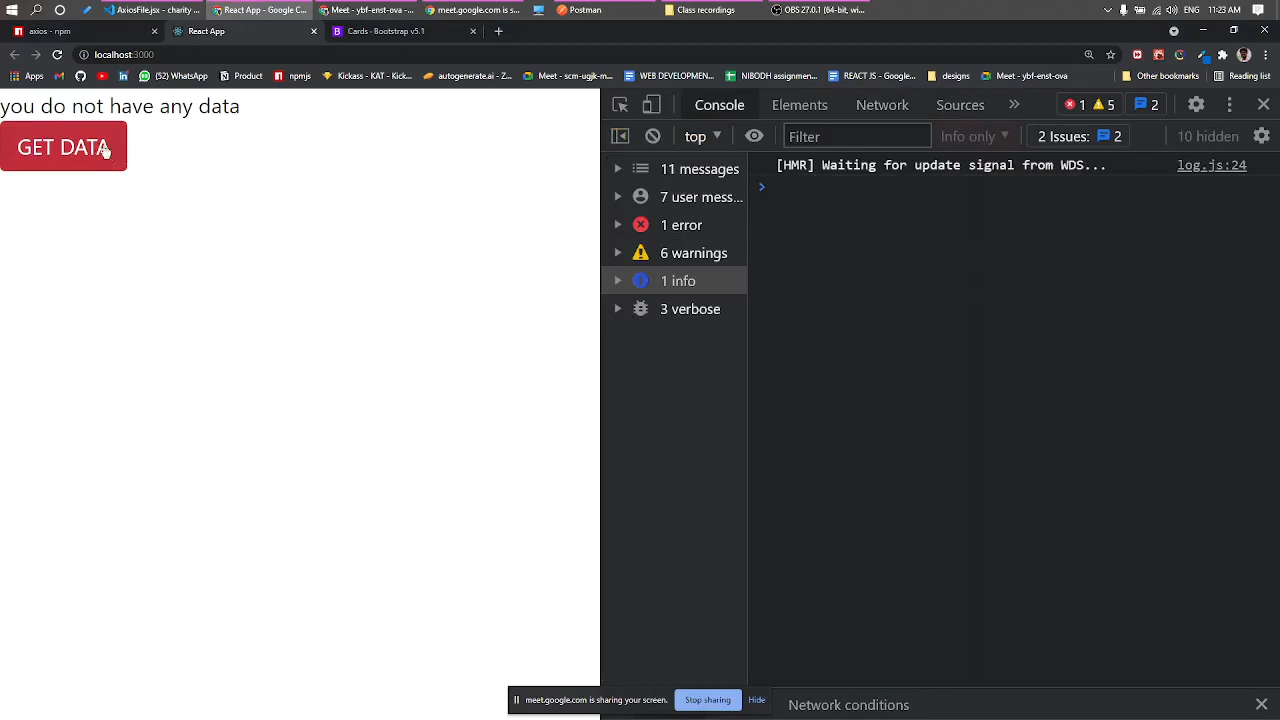 AxiosFile.jsx - charity ...
React App - Google C...
Meet - ybf-enst-ova -...
meet.google.com is s...
Postman
Class recordings
OBS 27.0.1 (64-bit, wi...
ENG
11:23 AM
axios - npm
React App
Cards · Bootstrap v5.1
localhost:3000
Apps
(52) WhatsApp
Product
npmjs
Kickass - KAT - Kick...
autogenerate.ai - Z...
Meet - scm-ugjk-m...
WEB DEVELOPMEN...
REACT JS - Google...
designs
Meet - ybf-enst-ova
Other bookmarks
Reading list
you do not have any data
GET DATA
Console
Elements
Network
Sources
1
5
2
top
Filter
Info only
2 Issues:
2
10 hidden
11 messages
7 user mess...
1 error
6 warnings
1 info
3 verbose
[HMR] Waiting for update signal from WDS...
log.js:24
meet.google.com is sharing your screen.
Stop sharing
Hide
Network conditions